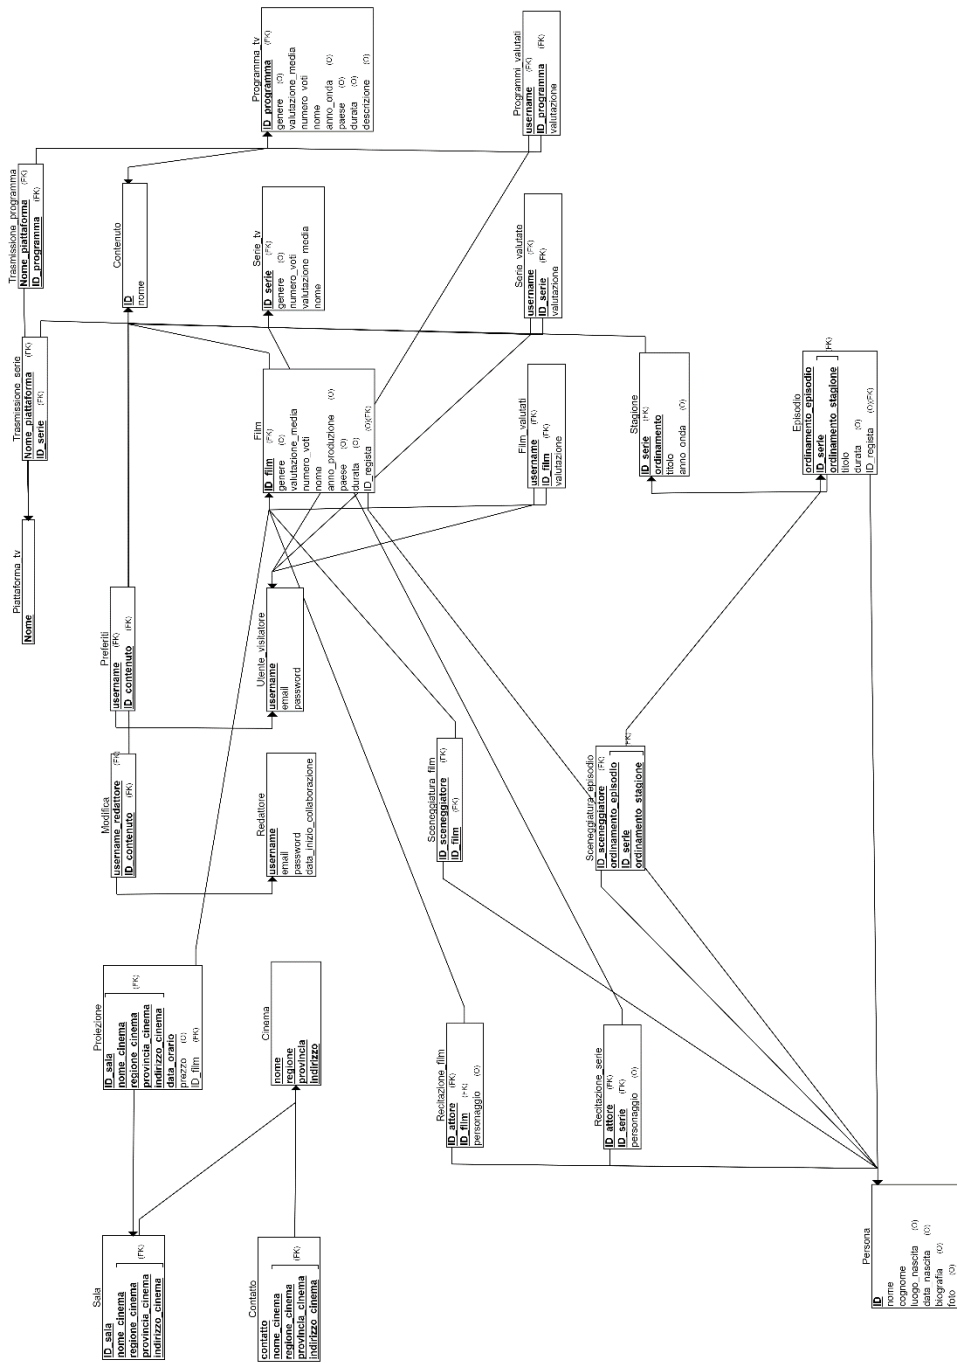 Sala
ID_sala
nome_cinema
regione_cinema
provincia_cinema
indirizzo_cinema
(FK)
Proiezione
ID_sala
nome_cinema
regione_cinema
provincia_cinema
indirizzo_cinema
(FK)
data_orario
prezzo (O)
ID_film (FK)
Modifica
username_redattore (FK)
ID_contenuto (FK)
Preferiti
username (FK)
ID_contenuto (FK)
Piattaforma_tv
Nome
Trasmissione_serie
Nome_piattaforma (FK)
ID_serie (FK)
Trasmissione_programma
Nome_piattaforma (FK)
ID_programma (FK)
Contenuto
ID
nome
Contatto
contatto
nome_cinema
regione_cinema
provincia_cinema
indirizzo_cinema
(FK)
Cinema
nome
regione
provincia
indirizzo
Redattore
username
email
password
data_inizio_collaborazione
Utente_visitatore
username
email
password
Film
ID_film (FK)
genere (O)
valutazione_media
numero_voti
nome
anno_produzione (O)
paese (O)
durata (O)
ID_regista (O)(FK)
Serie_tv
ID_serie (FK)
genere (O)
numero_voti
valutazione_media
nome
Programma_tv
ID_programma (FK)
genere (O)
valutazione_media
numero_voti
nome
anno_onda (O)
paese (O)
durata (O)
descrizione (O)
Recitazione_film
ID_attore (FK)
ID_film (FK)
personaggio (O)
Sceneggiatura_film
ID_sceneggiatore (FK)
ID_film (FK)
Film_valutati
username (FK)
ID_film (FK)
valutazione
Serie_valutate
username (FK)
ID_serie (FK)
valutazione
Programmi_valutati
username (FK)
ID_programma (FK)
valutazione
Recitazione_serie
ID_attore (FK)
ID_serie (FK)
personaggio (O)
Sceneggiatura_episodio
ID_sceneggiatore (FK)
ordinamento_episodio
ID_serie
ordinamento_stagione
(FK)
Stagione
ID_serie (FK)
ordinamento
titolo
anno_onda (O)
Episodio
ordinamento_episodio
ID_serie
ordinamento_stagione
(FK)
titolo
durata (O)
ID_regista (O)(FK)
Persona
ID
nome
cognome
luogo_nascita (O)
data_nascita (O)
biografia (O)
foto (O)